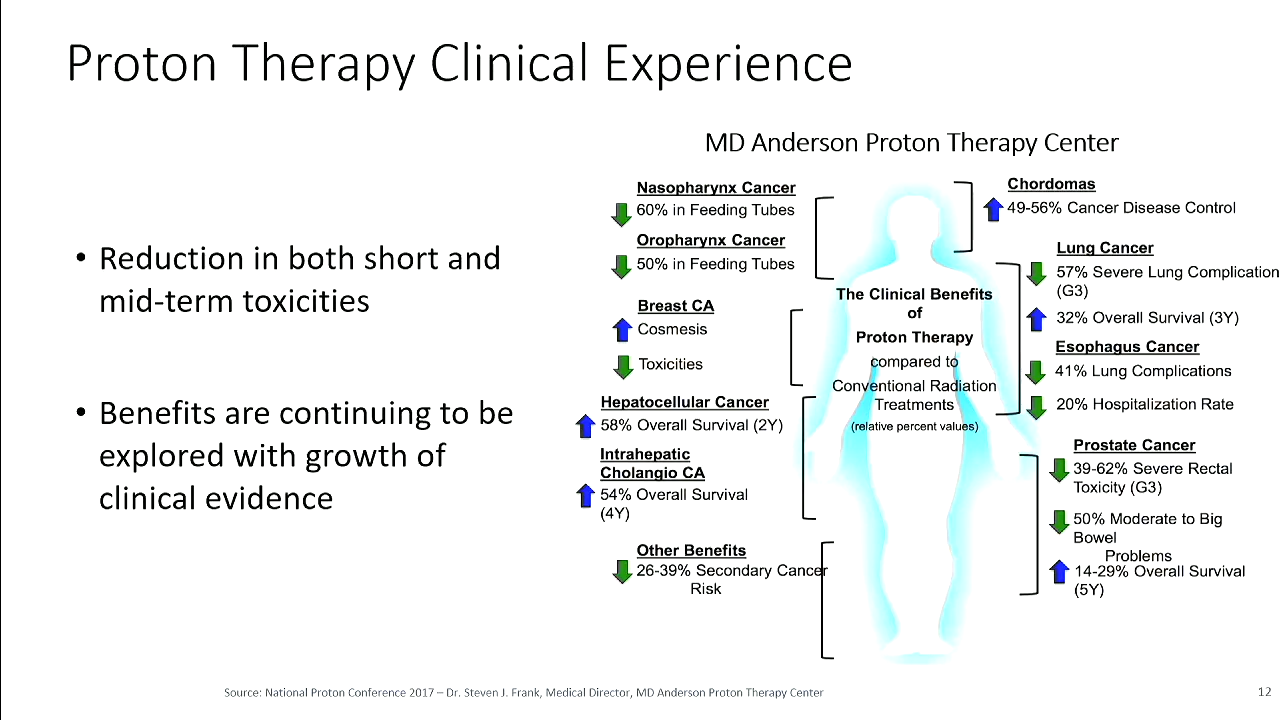 Proton Therapy Clinical Experience
• Reduction in both short and
mid-term toxicities
• Benefits are continuing to be
explored with growth of
clinical evidence
MD Anderson Proton Therapy Center
Nasopharynx Cancer
60% in Feeding Tubes
Oropharynx Cancer
50% in Feeding Tubes
Breast CA
Cosmesis
Toxicities
Hepatocellular Cancer
58% Overall Survival (2Y)
Intrahepatic
Cholangio CA
54% Overall Survival
(4Y)
Other Benefits
26-39% Secondary Cancer
Risk
The Clinical Benefits
of
Proton Therapy
compared to
Conventional Radiation
Treatments
(relative percent values)
Chordomas
49-56% Cancer Disease Control
Lung Cancer
57% Severe Lung Complication
(G3)
32% Overall Survival (3Y)
Esophagus Cancer
41% Lung Complications
20% Hospitalization Rate
Prostate Cancer
39-62% Severe Rectal
Toxicity (G3)
50% Moderate to Big
Bowel
Problems
14-29% Overall Survival
(5Y)
Source: National Proton Conference 2017 – Dr. Steven J. Frank, Medical Director, MD Anderson Proton Therapy Center
12